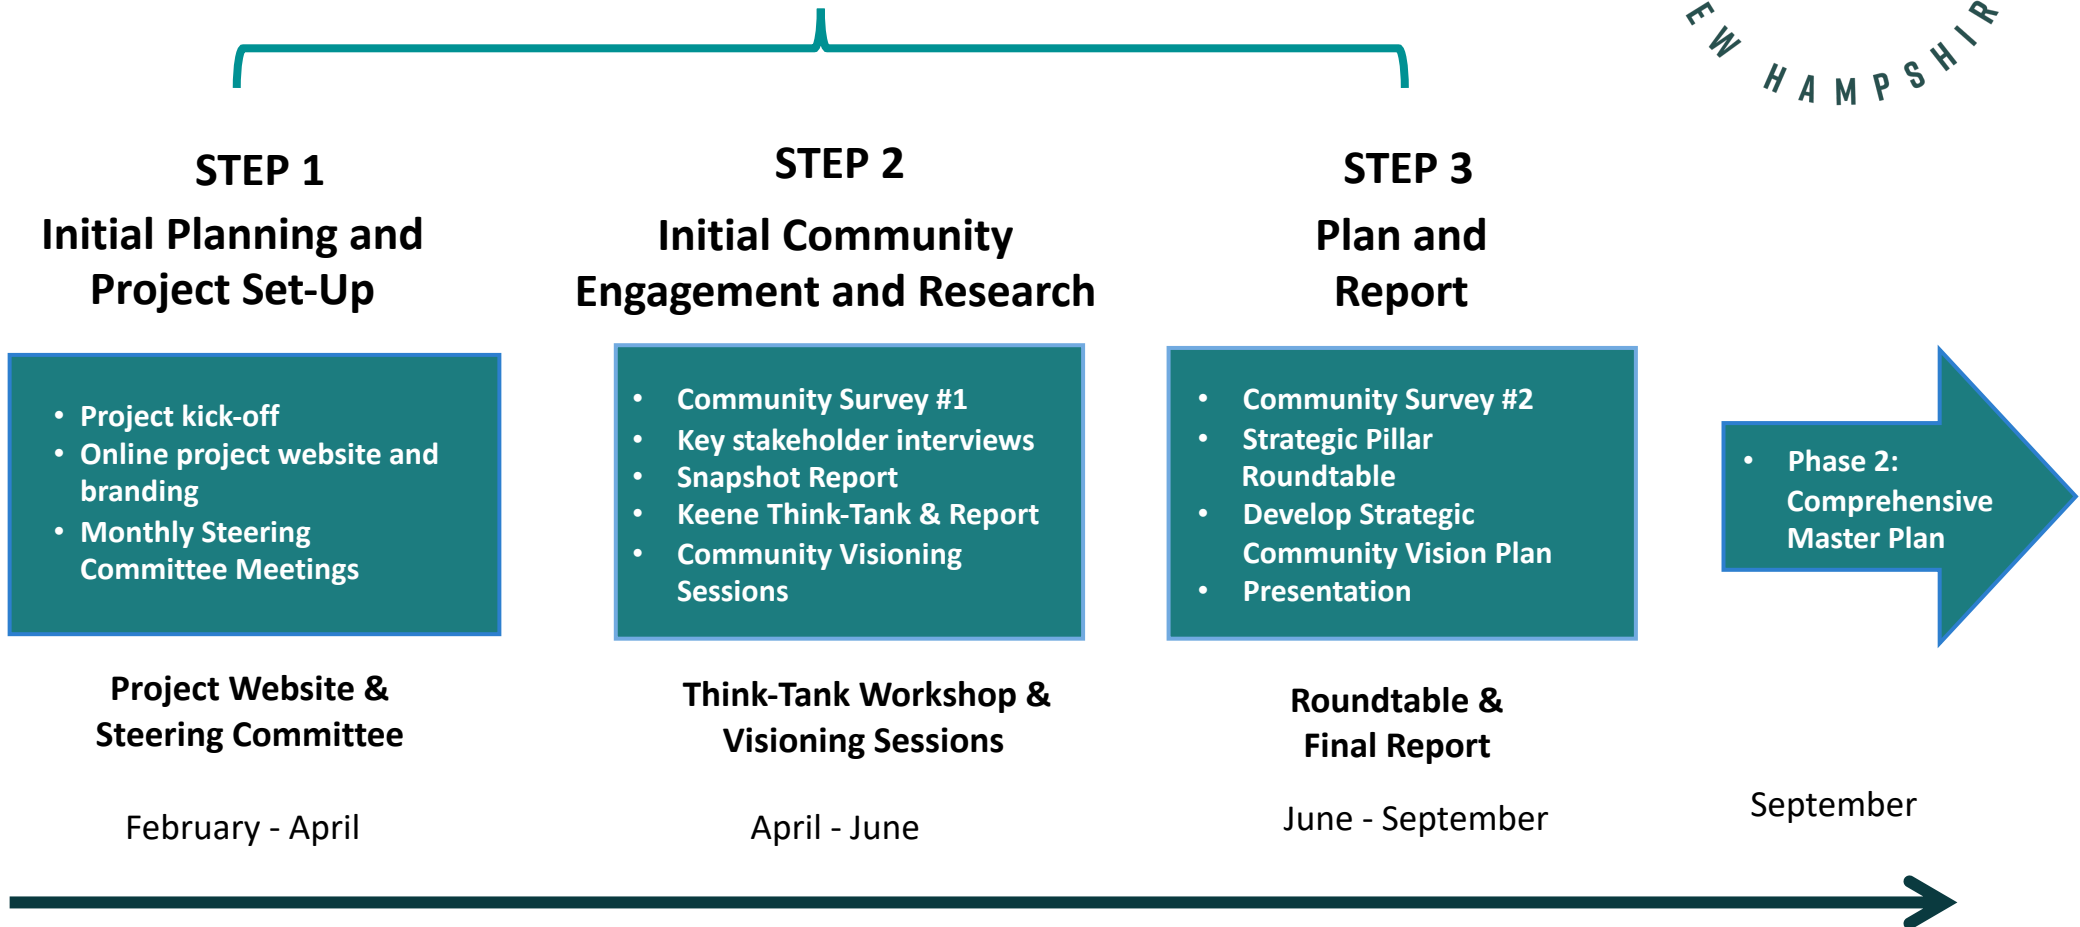 EW HAMPSHIR
STEP 1
Initial Planning and
Project Set-Up
• Project kick-off
• Online project website and
branding
• Monthly Steering
Committee Meetings
Project Website &
Steering Committee
February - April
STEP 2
Initial Community
Engagement and Research
• Community Survey #1
• Key stakeholder interviews
• Snapshot Report
• Keene Think-Tank & Report
• Community Visioning
Sessions
Think-Tank Workshop &
Visioning Sessions
April - June
STEP 3
Plan and
Report
• Community Survey #2
• Strategic Pillar
Roundtable
• Develop Strategic
Community Vision Plan
• Presentation
Roundtable &
Final Report
June - September
• Phase 2:
Comprehensive
Master Plan
September